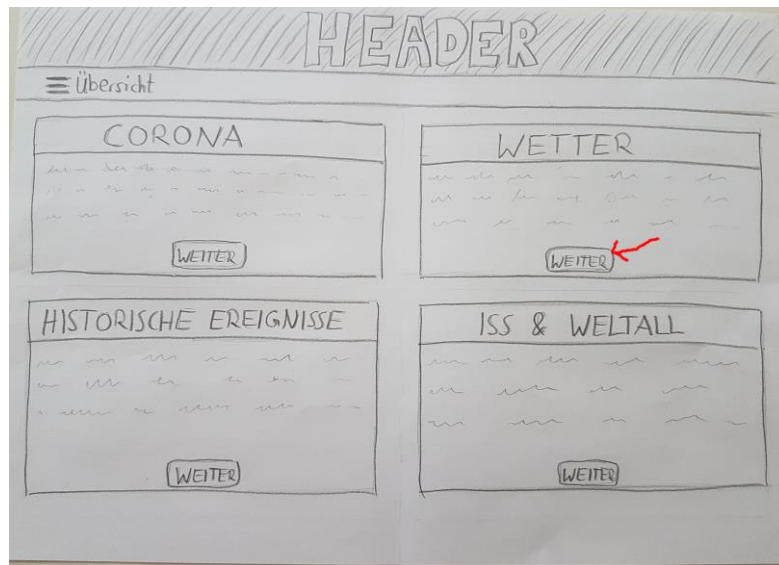 HEADER
Übersicht
CORONA
WEITER
WETTER
WEITER
HISTORISCHE EREIGNISSE
WEITER
ISS & WELTALL
WEITER